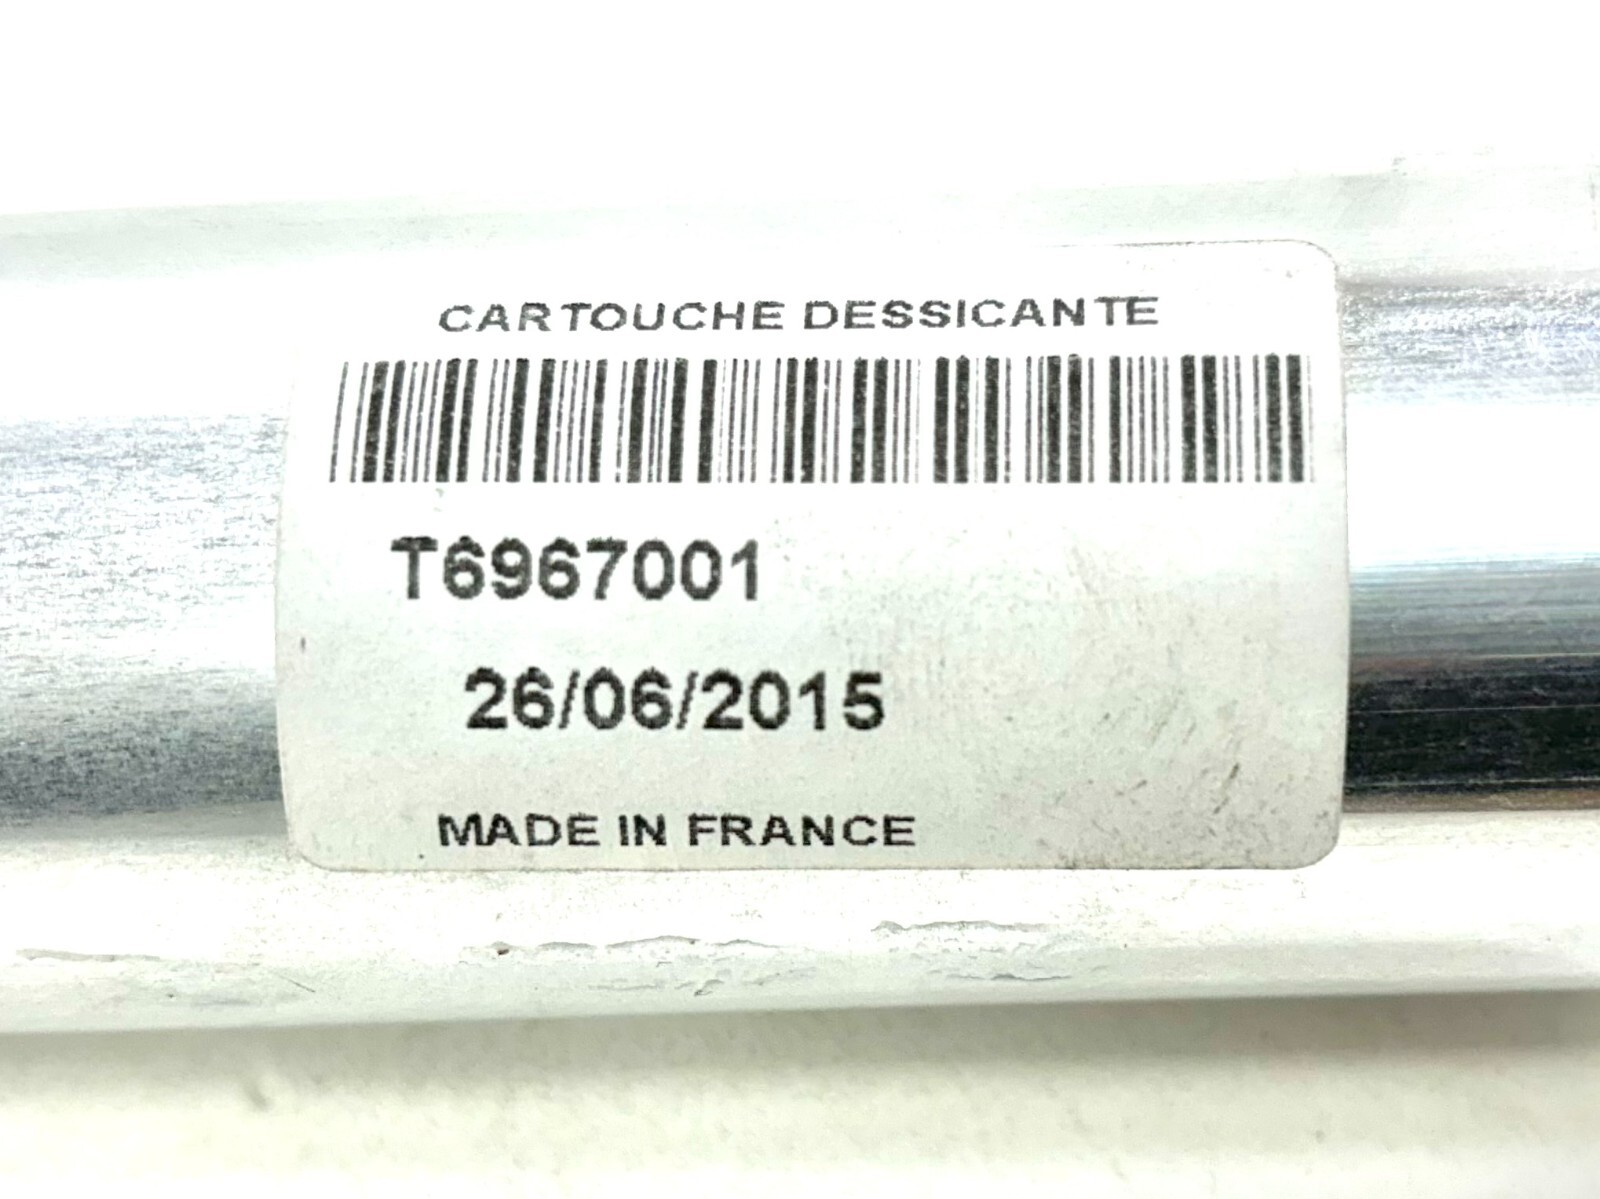 CARTOUCHE DESSICANTE
T6967001
26/06/2015
MADE IN FRANCE